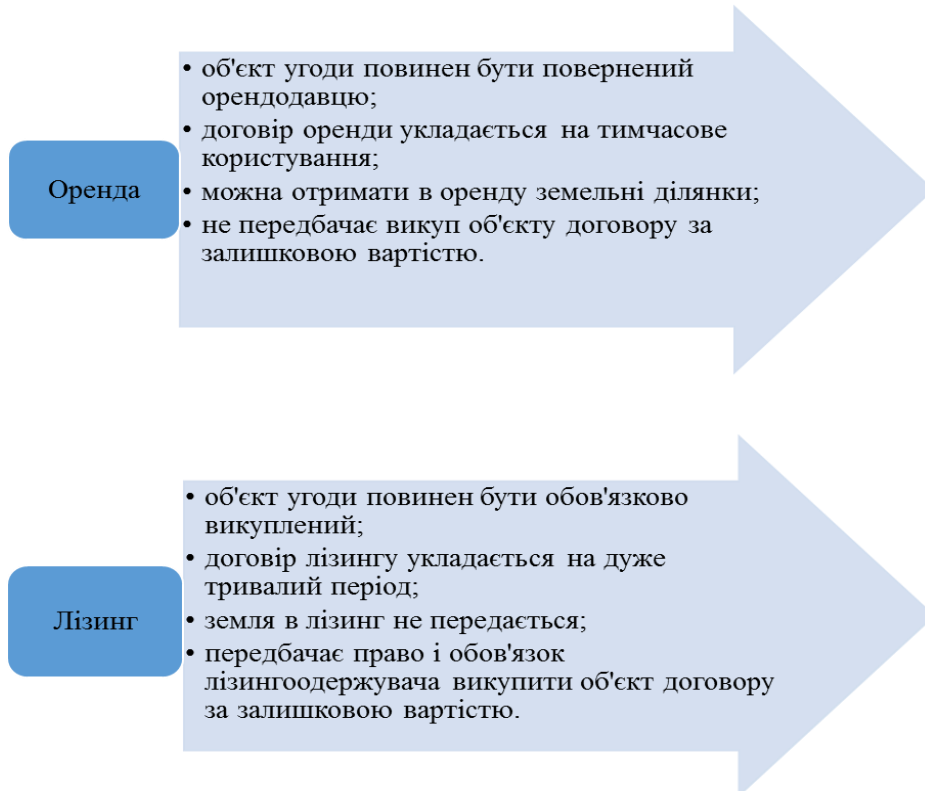 Оренда
• об'єкт угоди повинен бути повернений
орендодавцю;
• договір оренди укладається на тимчасове
користування;
• можна отримати в оренду земельні ділянки;
• не передбачає викуп об'єкту договору за
залишковою вартістю.
Лізинг
• об'єкт угоди повинен бути обов'язково
викуплений;
• договір лізингу укладається на дуже
тривалий період;
• земля в лізинг не передається;
• передбачає право і обов'язок
лізингоодержувача викупити об'єкт договору
за залишковою вартістю.